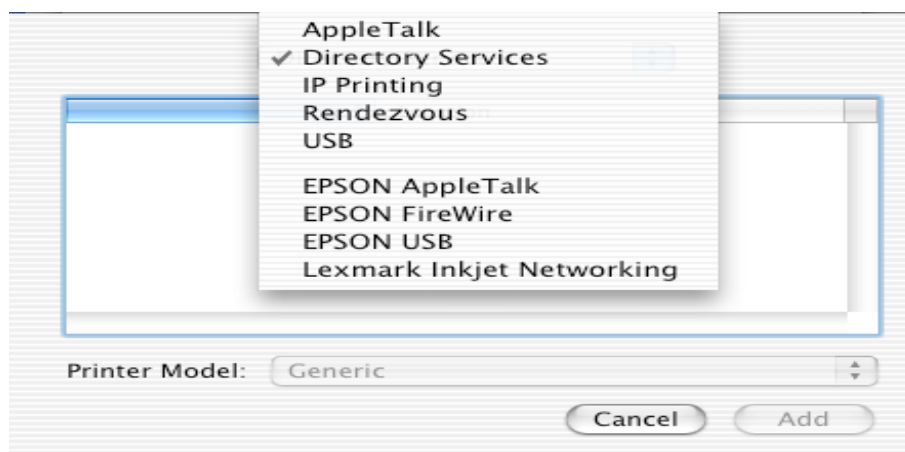 AppleTalk
✓ Directory Services
IP Printing
Rendezvous
USB
EPSON AppleTalk
EPSON FireWire
EPSON USB
Lexmark Inkjet Networking
Printer Model: Generic
Cancel Add